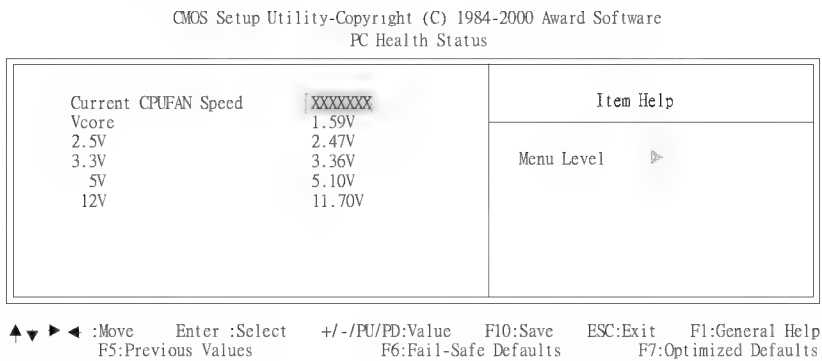 CMOS Setup Utility-Copyright (C) 1984-2000 Award Software
PC Health Status
Current CPUFAN Speed XXXXXXX
Vcore 1.59V
2.5V 2.47V
3.3V 3.36V
5V 5.10V
12V 11.70V
Item Help
Menu Level
:Move Enter :Select +/-/PU/PD:Value F10:Save ESC:Exit F1:General Help
F5:Previous Values F6:Fail-Safe Defaults F7:Optimized Defaults